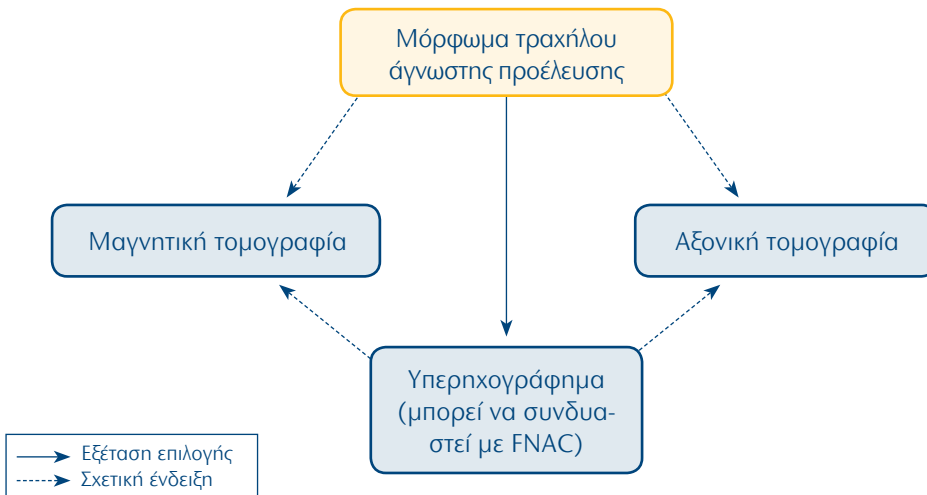 Μόρφωμα τραχήλου
άγνωστης προέλευσης
Μαγνητική τομογραφία
Αξονική τομογραφία
Υπερηχογράφημα
(μπορεί να συνδυα-
στεί με FNAC)
Εξέταση επιλογής
Σχετική ένδειξη